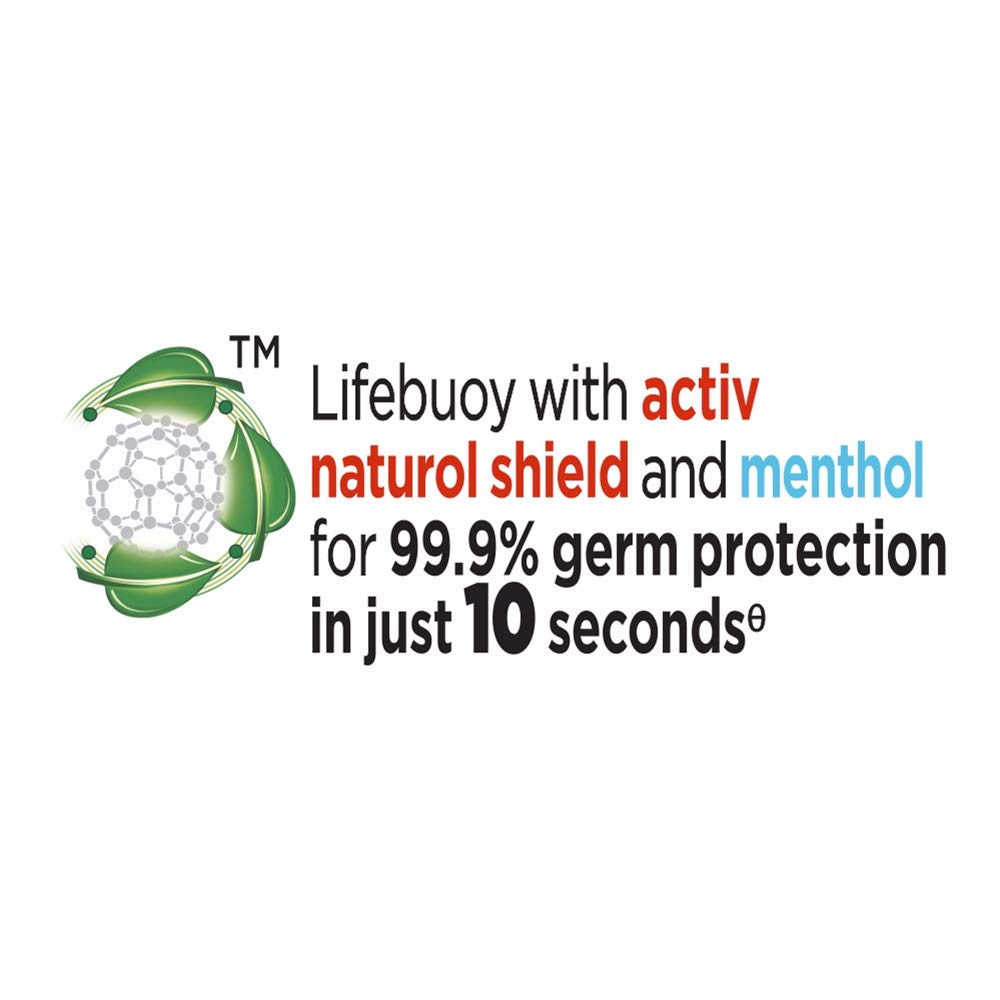 TM
Lifebuoy with activ
naturol shield and menthol
for 99.9% germ protection
in just 10 secondsᶿ